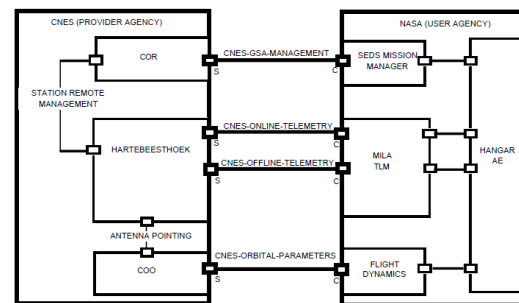 CNES (PROVIDER AGENCY)
NASA (USER AGENCY)
COR
CNES-GSA-MANAGEMENT
S
C
SEDS MISSION
MANAGER
STATION REMOTE
MANAGEMENT
CNES-ONLINE-TELEMETRY
S
C
HARTEBEESTHOEK
CNES-OFFLINE-TELEMETRY
S
C
MILA
TLM
HANGAR
AE
ANTENNA POINTING
COO
CNES-ORBITAL-PARAMETERS
S
C
FLIGHT
DYNAMICS